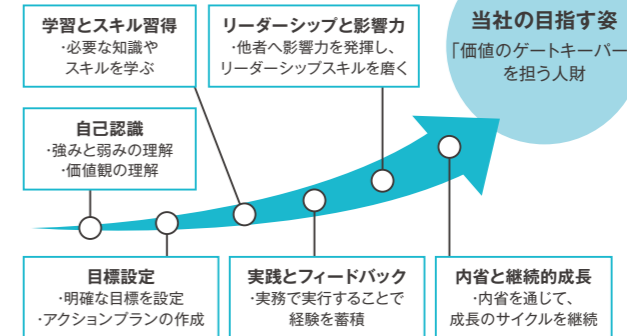 学習とスキル習得
·必要な知識や
スキルを学ぶ
リーダーシップと影響力
·他者へ影響力を発揮し、
リーダーシップスキルを磨く
当社の目指す姿
「価値のゲートキーパー
を担う人財
自己認識
·強みと弱みの理解
·価値観の理解
目標設定
·明確な目標を設定
·アクションプランの作成
実践とフィードバック
·実務で実行することで
経験を蓄積
内省と継続的成長
·内省を通じて、
成長のサイクルを継続